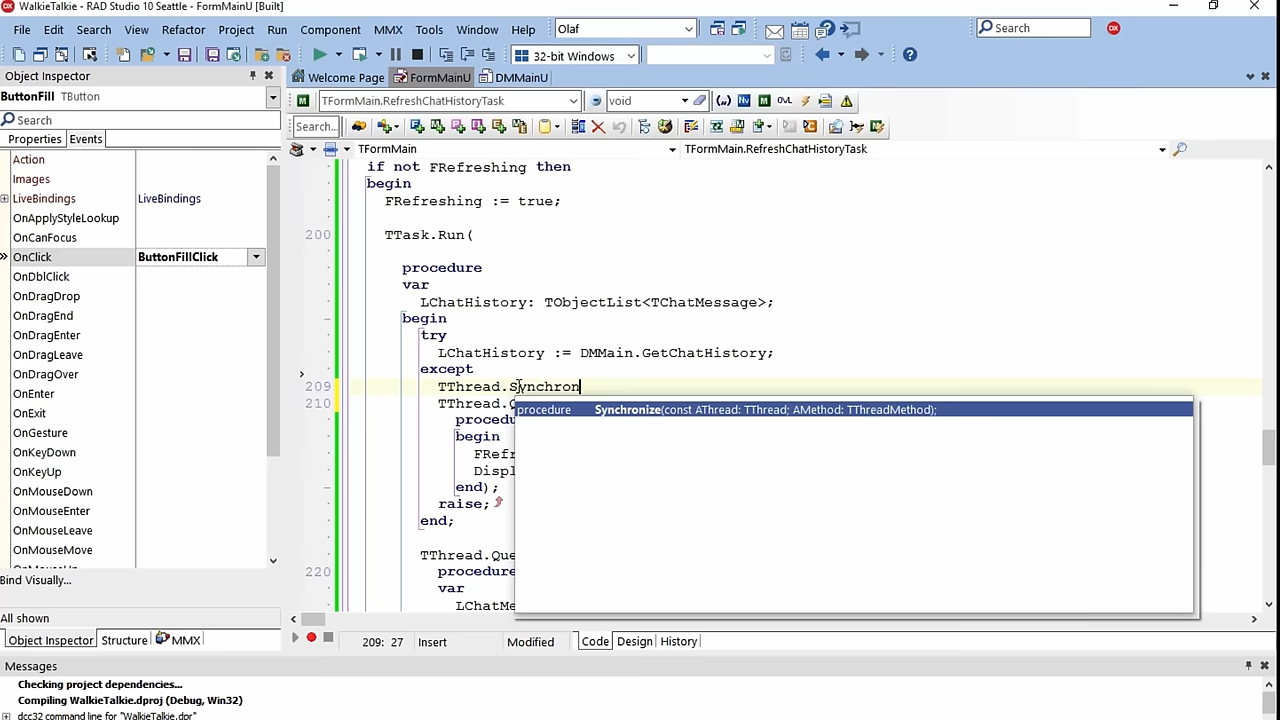 WalkieTalkie - RAD Studio 10 Seattle - FormMainU [Built]
File Edit Search View Refactor Project Run Component MMX Tools Window Help Olaf Search
32-bit Windows
Object Inspector Welcome Page FormMainU DMMainU
ButtonFill TButton TFormMain.RefreshChatHistoryTask void
Search Search...
Properties Events TFormMain TFormMain.RefreshChatHistoryTask
Action
Images
LiveBindings LiveBindings
OnApplyStyleLookup
OnCanFocus
OnClick ButtonFillClick
OnDblClick
OnDragDrop
OnDragEnd
OnDragEnter
OnDragLeave
OnDragOver
OnEnter
OnExit
OnGesture
OnKeyDown
OnKeyUp
OnMouseDown
OnMouseEnter
OnMouseLeave
OnMouseMove
Bind Visually...
All shown
Object Inspector Structure MMX
if not FRefreshing then
begin
FRefreshing := true;
200 TTask.Run(
procedure
var
LChatHistory: TObjectList<TChatMessage>;
begin
try
LChatHistory := DMMain.GetChatHistory;
except
209 TThread.Synchron
210 TThread.Q
procedure Synchronize(const AThread: TThread; AMethod: TThreadMethod);
procedu
begin
FRefr
Displ
end);
raise;
end;
TThread.Que
220 procedure
var
LChatMe
209: 27 Insert Modified Code Design History
Messages
Checking project dependencies...
Compiling WalkieTalkie.dproj (Debug, Win32)
dcc32 command line for "WalkieTalkie.dpr"